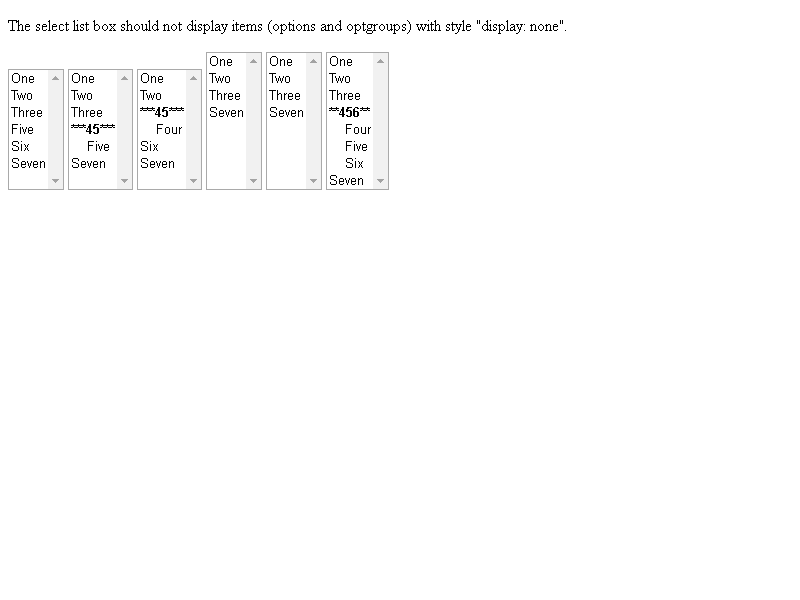 The select list box should not display items (options and optgroups) with style "display: none".
One
Two
Three
Five
Six
Seven
One
Two
Three
***45***
Five
Seven
One
Two
***45***
Four
Six
Seven
One
Two
Three
Seven
One
Two
Three
Seven
One
Two
Three
**456**
Four
Five
Six
Seven